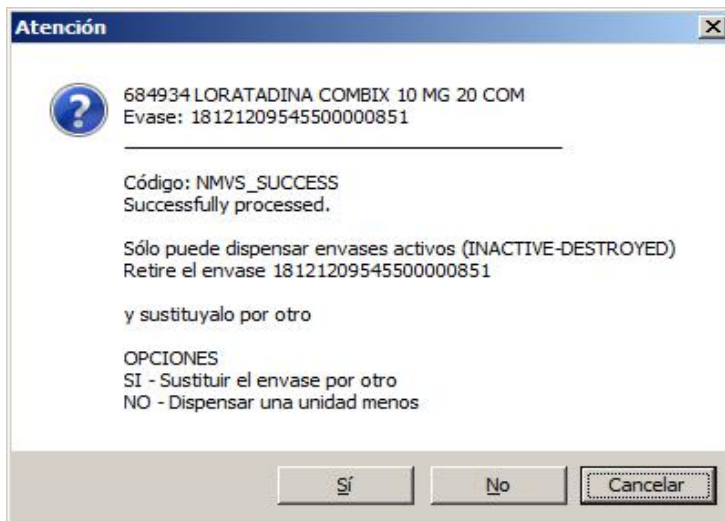 Atención
684934 LORATADINA COMBIX 10 MG 20 COM
Evase: 18121209545500000851
Código: NMVS_SUCCESS
Successfully processed.
Sólo puede dispensar envases activos (INACTIVE-DESTROYED)
Retire el envase 18121209545500000851
y sustituyalo por otro
OPCIONES
SI - Sustituir el envase por otro
NO - Dispensar una unidad menos
Sí No Cancelar